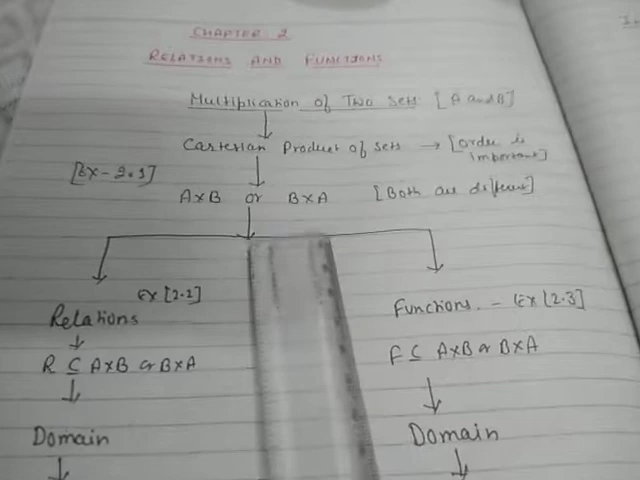 CHAPTER 2
RELATIONS AND FUNCTIONS
Multiplication of Two Sets [A and B]
Cartesian Product of Sets → [order is important]
[Ex-2.1]
A×B or B×A [Both are different]
Ex [2.2]
Relations
Functions - Ex [2.3]
R ⊆ A×B or B×A
F ⊆ A×B or B×A
Domain
Domain